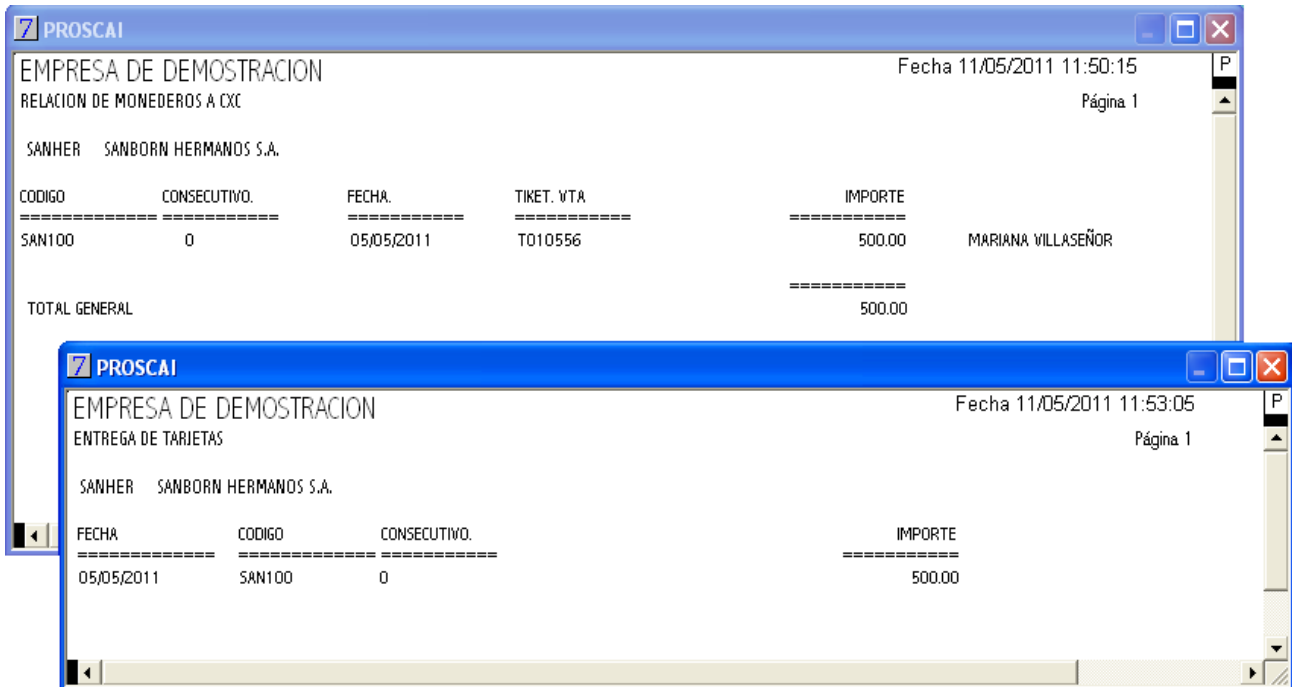 PROSCAI
EMPRESA DE DEMOSTRACION Fecha 11/05/2011 11:50:15 P
RELACION DE MONEDEROS A CXC Página 1
SANHER SANBORN HERMANOS S.A.
CODIGO CONSECUTIVO. FECHA. TIKET. VTA IMPORTE
============= =========== =========== =========== ===========
SAN100 0 05/05/2011 T010556 500.00 MARIANA VILLASEÑOR
===========
TOTAL GENERAL 500.00
PROSCAI
EMPRESA DE DEMOSTRACION Fecha 11/05/2011 11:53:05 P
ENTREGA DE TARJETAS Página 1
SANHER SANBORN HERMANOS S.A.
FECHA CODIGO CONSECUTIVO. IMPORTE
============= ============= =========== ===========
05/05/2011 SAN100 0 500.00